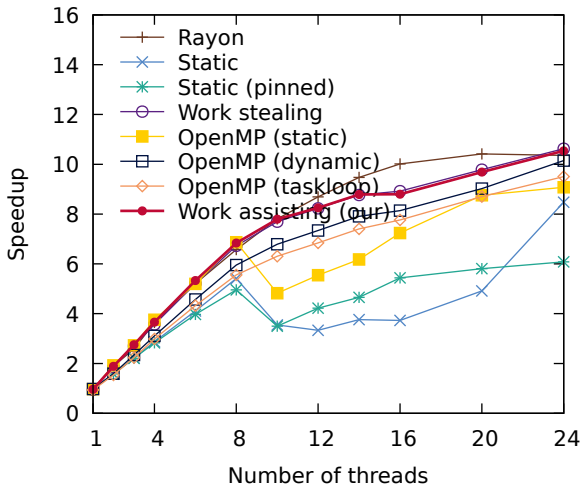 16
14
12
10
8
6
4
2
0
Speedup
Rayon
Static
Static (pinned)
Work stealing
OpenMP (static)
OpenMP (dynamic)
OpenMP (taskloop)
Work assisting (our)
1 4 8 12 16 20 24
Number of threads